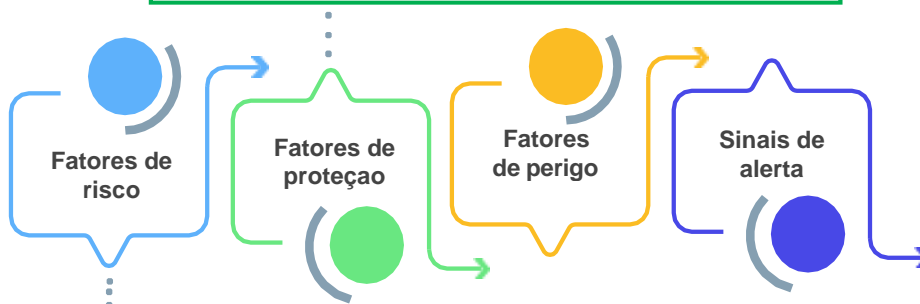 Fatores de
risco
Fatores de
proteçao
Fatores
de perigo
Sinais de
alerta